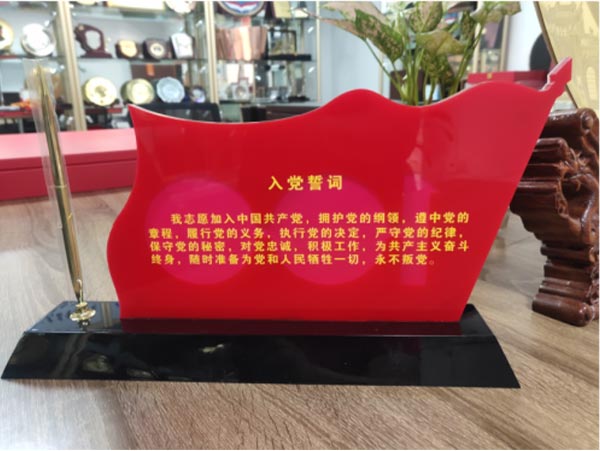 入党誓词
我志愿加入中国共产党，拥护党的纲领，遵中党的
章程，履行党的义务，执行党的决定，严守党的纪律，
保守党的秘密，对党忠诚，积极工作，为共产主义奋斗
终身，随时准备为党和人民牺牲一切，永不叛党。